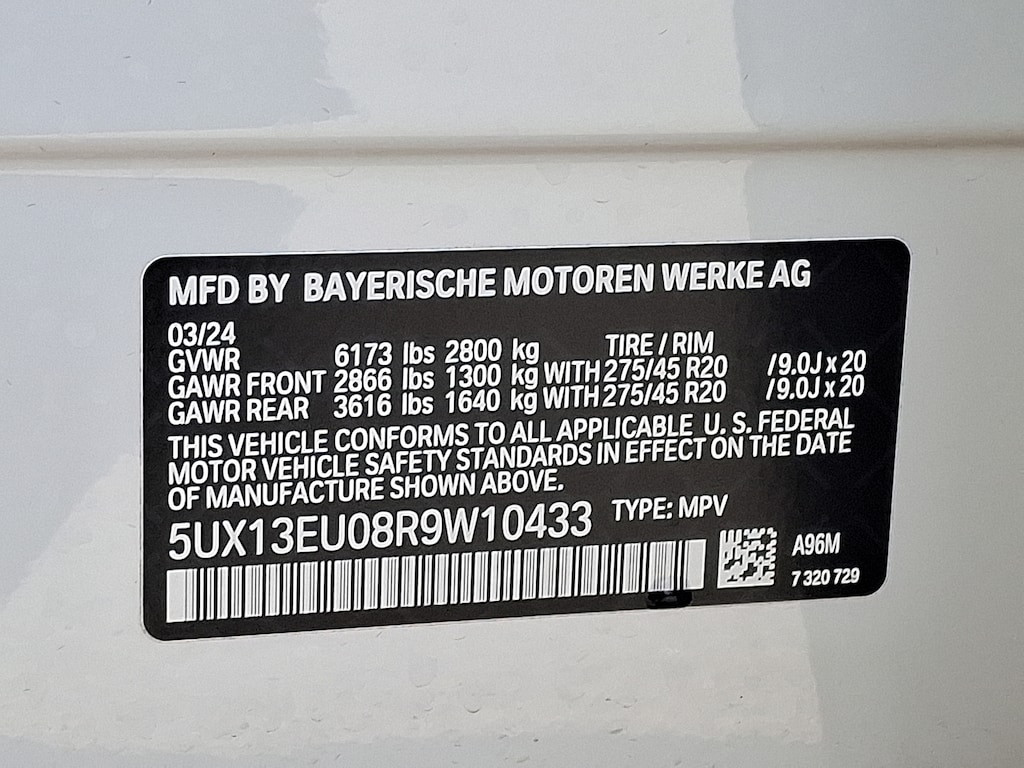 MFD BY BAYERISCHE MOTOREN WERKE AG
03/24
GVWR 6173 lbs 2800 kg TIRE / RIM
GAWR FRONT 2866 lbs 1300 kg WITH 275/45 R20 /9.0J x 20
GAWR REAR 3616 lbs 1640 kg WITH 275/45 R20 /9.0J x 20
THIS VEHICLE CONFORMS TO ALL APPLICABLE U. S. FEDERAL
MOTOR VEHICLE SAFETY STANDARDS IN EFFECT ON THE DATE
OF MANUFACTURE SHOWN ABOVE.
5UX13EU08R9W10433 TYPE: MPV
A96M
7 320 729